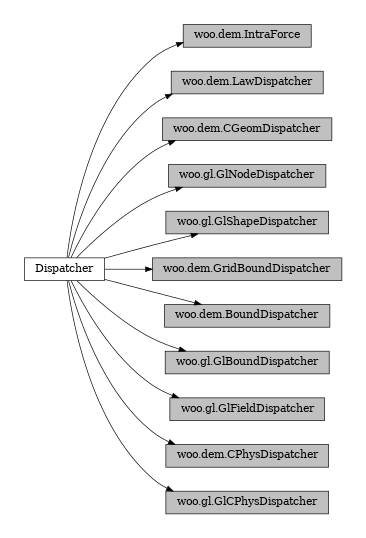 woo.dem.IntraForce
woo.dem.LawDispatcher
woo.dem.CGeomDispatcher
woo.gl.GlNodeDispatcher
woo.gl.GlShapeDispatcher
Dispatcher
woo.dem.GridBoundDispatcher
woo.dem.BoundDispatcher
woo.gl.GlBoundDispatcher
woo.gl.GlFieldDispatcher
woo.dem.CPhysDispatcher
woo.gl.GlCPhysDispatcher